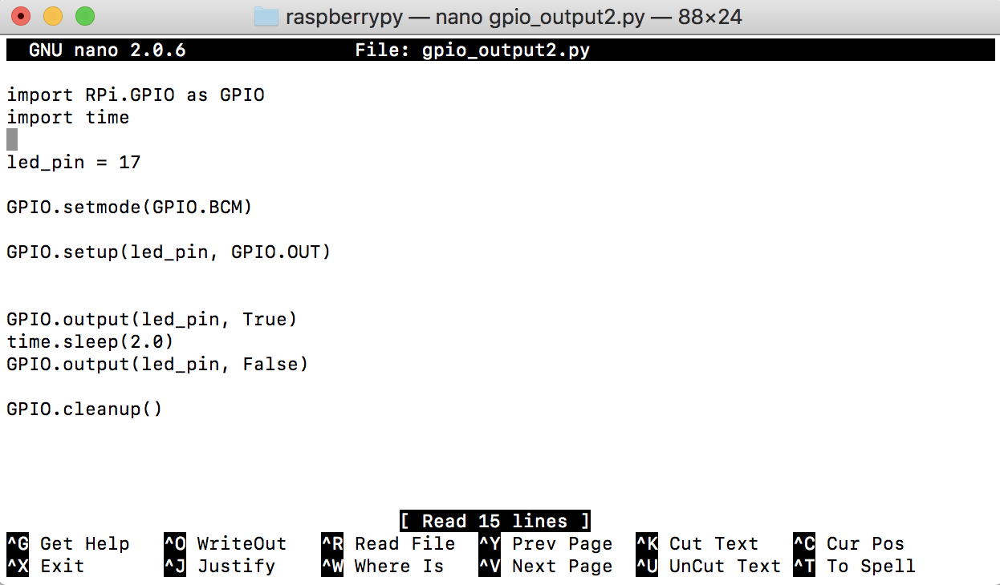 raspberrypy — nano gpio_output2.py — 88×24
GNU nano 2.0.6 File: gpio_output2.py
import RPi.GPIO as GPIO
import time
led_pin = 17
GPIO.setmode(GPIO.BCM)
GPIO.setup(led_pin, GPIO.OUT)
GPIO.output(led_pin, True)
time.sleep(2.0)
GPIO.output(led_pin, False)
GPIO.cleanup()
[ Read 15 lines ]
^G Get Help ^O WriteOut ^R Read File ^Y Prev Page ^K Cut Text ^C Cur Pos
^X Exit ^J Justify ^W Where Is ^V Next Page ^U UnCut Text ^T To Spell